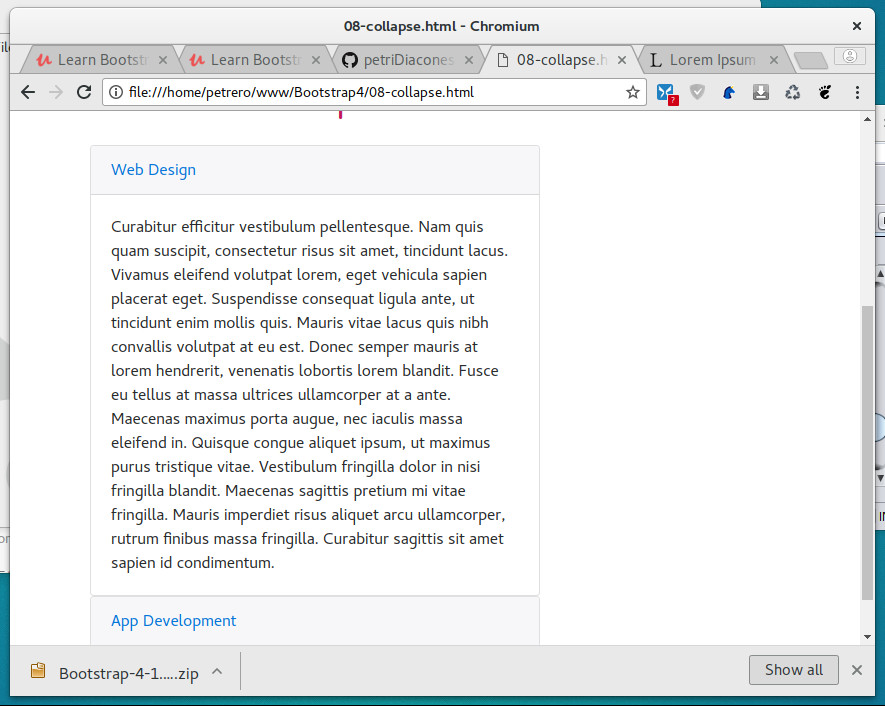 08-collapse.html - Chromium
Learn Bootst
Learn Bootst
petriDiacones
08-collapse.h
Lorem Ipsum
file:///home/petrero/www/Bootstrap4/08-collapse.html
Web Design
Curabitur efficitur vestibulum pellentesque. Nam quis
quam suscipit, consectetur risus sit amet, tincidunt lacus.
Vivamus eleifend volutpat lorem, eget vehicula sapien
placerat eget. Suspendisse consequat ligula ante, ut
tincidunt enim mollis quis. Mauris vitae lacus quis nibh
convallis volutpat at eu est. Donec semper mauris at
lorem hendrerit, venenatis lobortis lorem blandit. Fusce
eu tellus at massa ultrices ullamcorper at a ante.
Maecenas maximus porta augue, nec iaculis massa
eleifend in. Quisque congue aliquet ipsum, ut maximus
purus tristique vitae. Vestibulum fringilla dolor in nisi
fringilla blandit. Maecenas sagittis pretium mi vitae
fringilla. Mauris imperdiet risus aliquet arcu ullamcorper,
rutrum finibus massa fringilla. Curabitur sagittis sit amet
sapien id condimentum.
App Development
Bootstrap-4-1.....zip
Show all